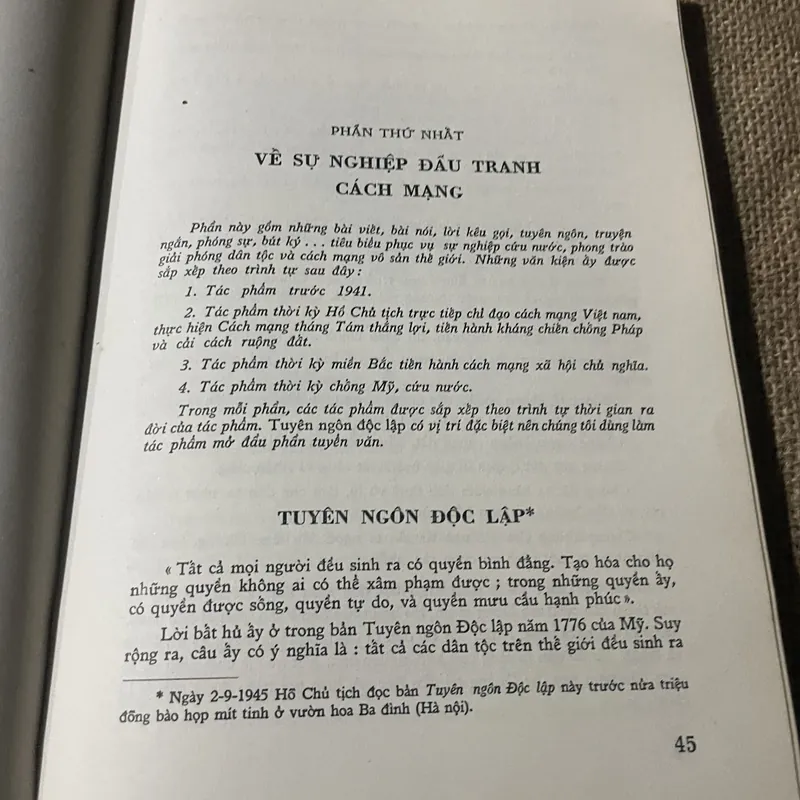 PHẦN THỨ NHẤT
VỀ SỰ NGHIỆP ĐẤU TRANH
CÁCH MẠNG
Phần này gồm những bài viết, bài nói, lời kêu gọi, tuyên ngôn, truyện
ngắn, phóng sự, bút ký . . . tiêu biểu phục vụ sự nghiệp cứu nước, phong trào
giải phóng dân tộc và cách mạng vô sản thế giới. Những văn kiện ấy được
sắp xếp theo trình tự sau đây :
1. Tác phẩm trước 1941.
2. Tác phẩm thời kỳ Hồ Chủ tịch trực tiếp chỉ đạo cách mạng Việt nam,
thực hiện Cách mạng tháng Tám thắng lợi, tiến hành kháng chiến chống Pháp
và cải cách ruộng đất.
3. Tác phẩm thời kỳ miền Bắc tiến hành cách mạng xã hội chủ nghĩa.
4. Tác phẩm thời kỳ chống Mỹ, cứu nước.
Trong mỗi phần, các tác phẩm được sắp xếp theo trình tự thời gian ra
đời của tác phẩm. Tuyên ngôn độc lập có vị trí đặc biệt nên chúng tôi dùng làm
tác phẩm mở đầu phần tuyển văn.
TUYÊN NGÔN ĐỘC LẬP*
« Tất cả mọi người đều sinh ra có quyền bình đẳng. Tạo hóa cho họ
những quyền không ai có thể xâm phạm được ; trong những quyền ấy,
có quyền được sống, quyền tự do, và quyền mưu cầu hạnh phúc ».
Lời bất hủ ấy ở trong bản Tuyên ngôn Độc lập năm 1776 của Mỹ. Suy
rộng ra, câu ấy có ý nghĩa là : tất cả các dân tộc trên thế giới đều sinh ra
* Ngày 2-9-1945 Hồ Chủ tịch đọc bản Tuyên ngôn Độc lập này trước nửa triệu
đồng bào họp mít tinh ở vườn hoa Ba đình (Hà nội).
45